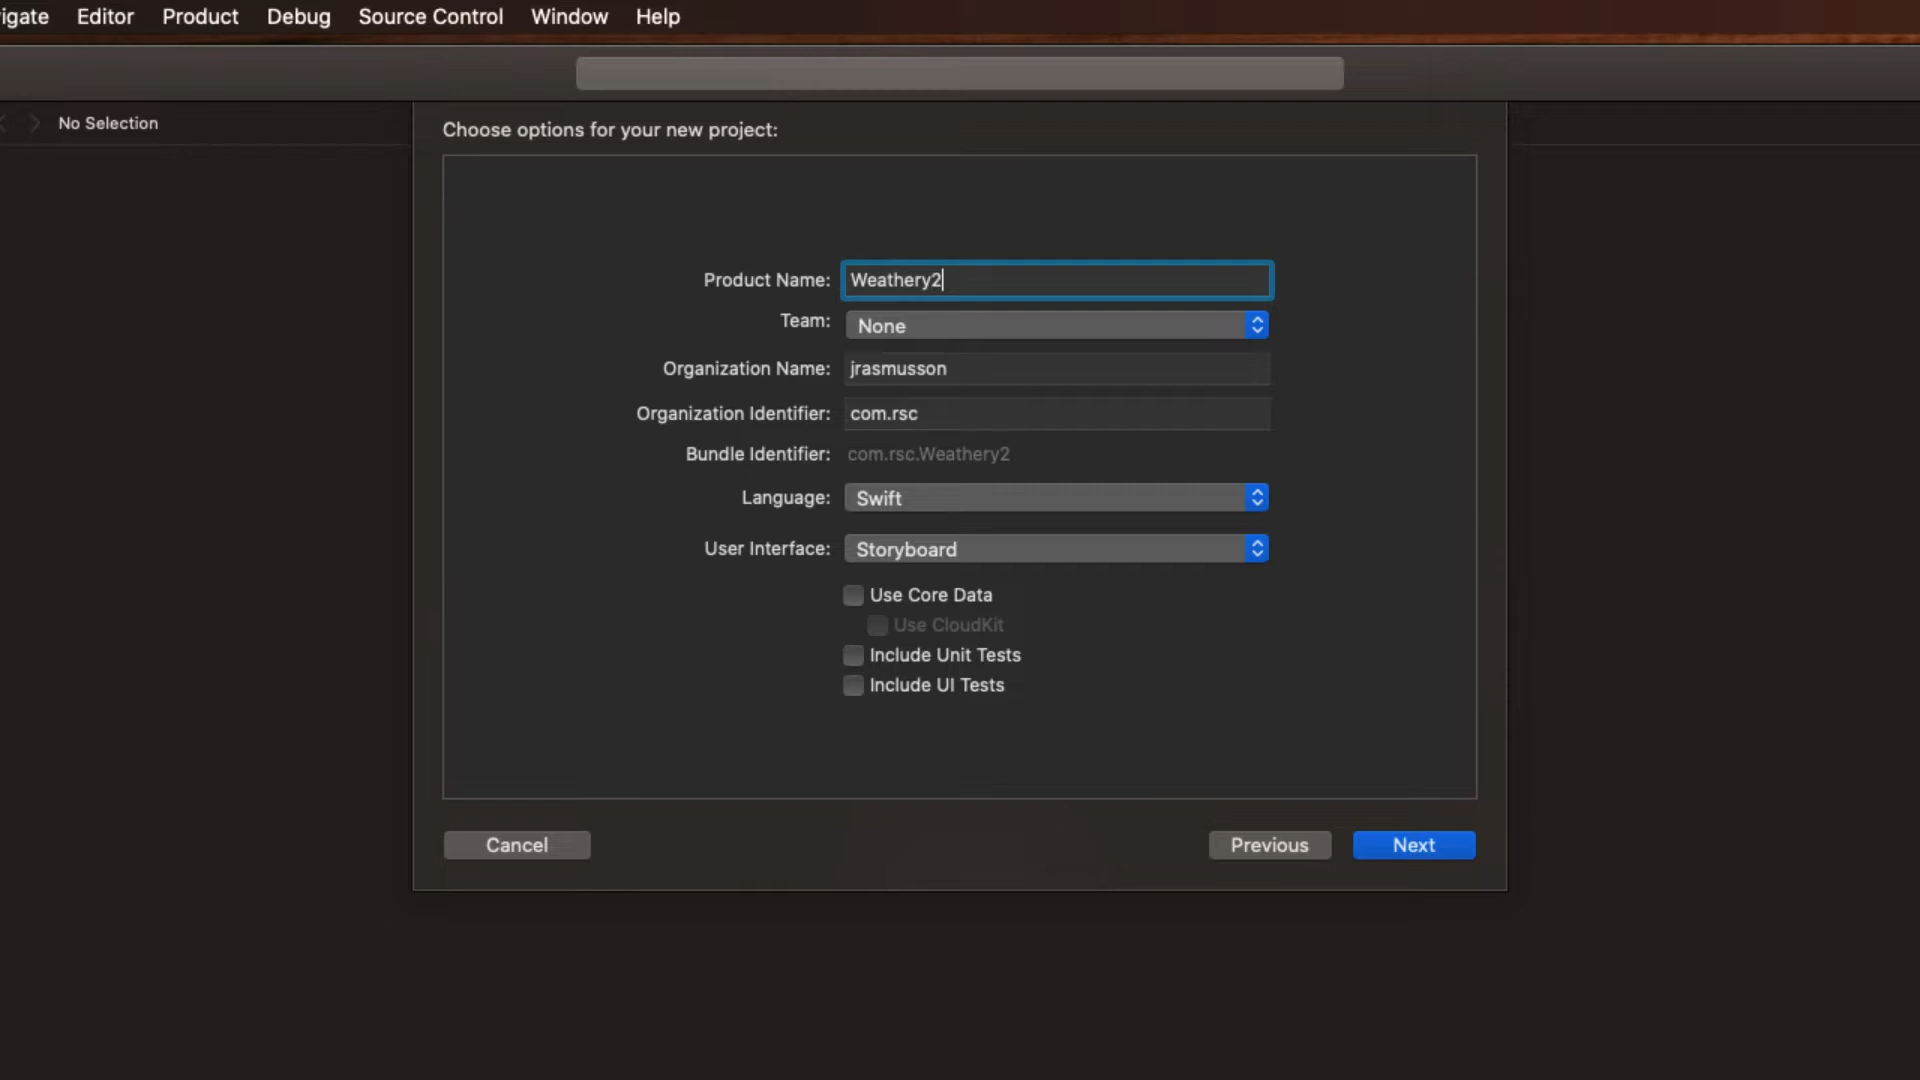 igate Editor Product Debug Source Control Window Help
No Selection
Choose options for your new project:
Product Name: Weathery2
Team: None
Organization Name: jrasmusson
Organization Identifier: com.rsc
Bundle Identifier: com.rsc.Weathery2
Language: Swift
User Interface: Storyboard
Use Core Data
Use CloudKit
Include Unit Tests
Include UI Tests
Cancel Previous Next